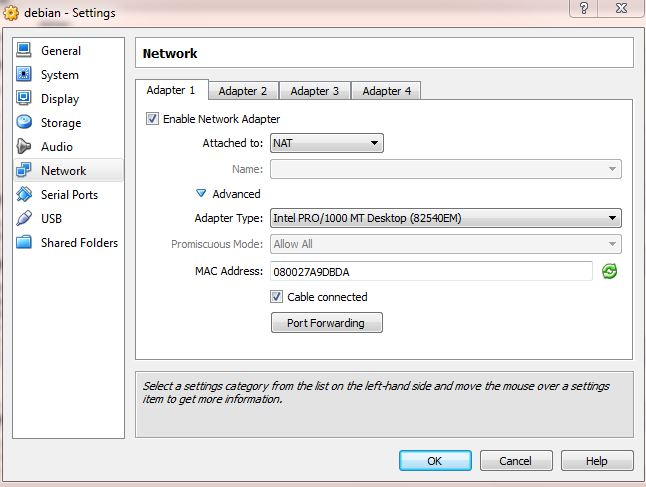 debian - Settings
General
System
Display
Storage
Audio
Network
Serial Ports
USB
Shared Folders
Network
Adapter 1 Adapter 2 Adapter 3 Adapter 4
Enable Network Adapter
Attached to: NAT
Name:
Advanced
Adapter Type: Intel PRO/1000 MT Desktop (82540EM)
Promiscuous Mode: Allow All
MAC Address: 080027A9DBDA
Cable connected
Port Forwarding
Select a settings category from the list on the left-hand side and move the mouse over a settings
item to get more information.
OK Cancel Help